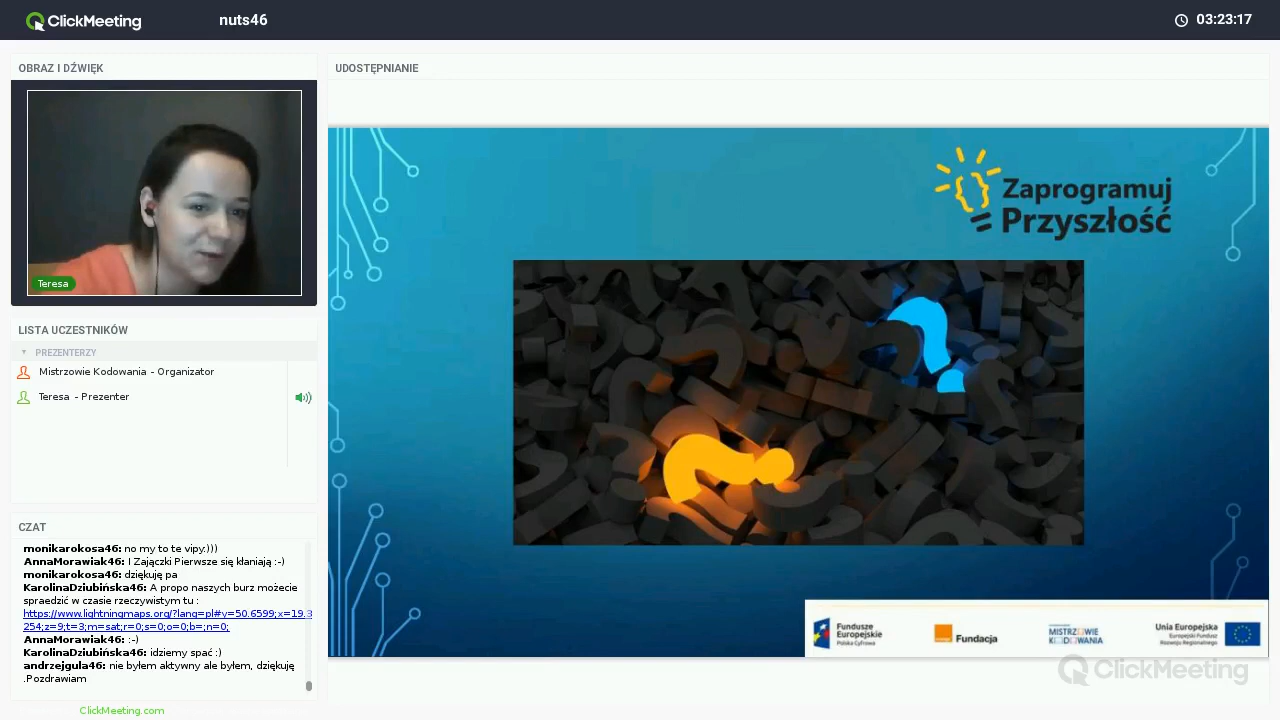 ClickMeeting
nuts46
03:23:17
OBRAZ I DŹWIĘK
Teresa
LISTA UCZESTNIKÓW
PREZENTERZY
Mistrzowie Kodowania - Organizator
Teresa - Prezenter
CZAT
monikarokosa46: no my to te vipy:)))
AnnaMorawiak46: I Zajączki Pierwsze się kłaniają :-)
monikarokosa46: dziękuję pa
KarolinaDziubińska46: A propo naszych burz możecie
spraedzić w czasie rzeczywistym tu :
https://www.lightningmaps.org/?lang=pl#y=50.6599;x=19.3
254;z=9;t=3;m=sat;r=0;s=0;o=0;b=;n=0;
AnnaMorawiak46: :-)
KarolinaDziubińska46: idziemy spać :)
andrzejgula46: nie byłem aktywny ale byłem, dziękuję
.Pozdrawiam
ClickMeeting.com
UDOSTĘPNIANIE
Zaprogramuj
Przyszłość
Fundusze
Europejskie
Polska Cyfrowa
Fundacja
MISTRZOWIE
KODOWANIA
Unia Europejska
Europejski Fundusz
Rozwoju Regionalnego
ClickMeeting